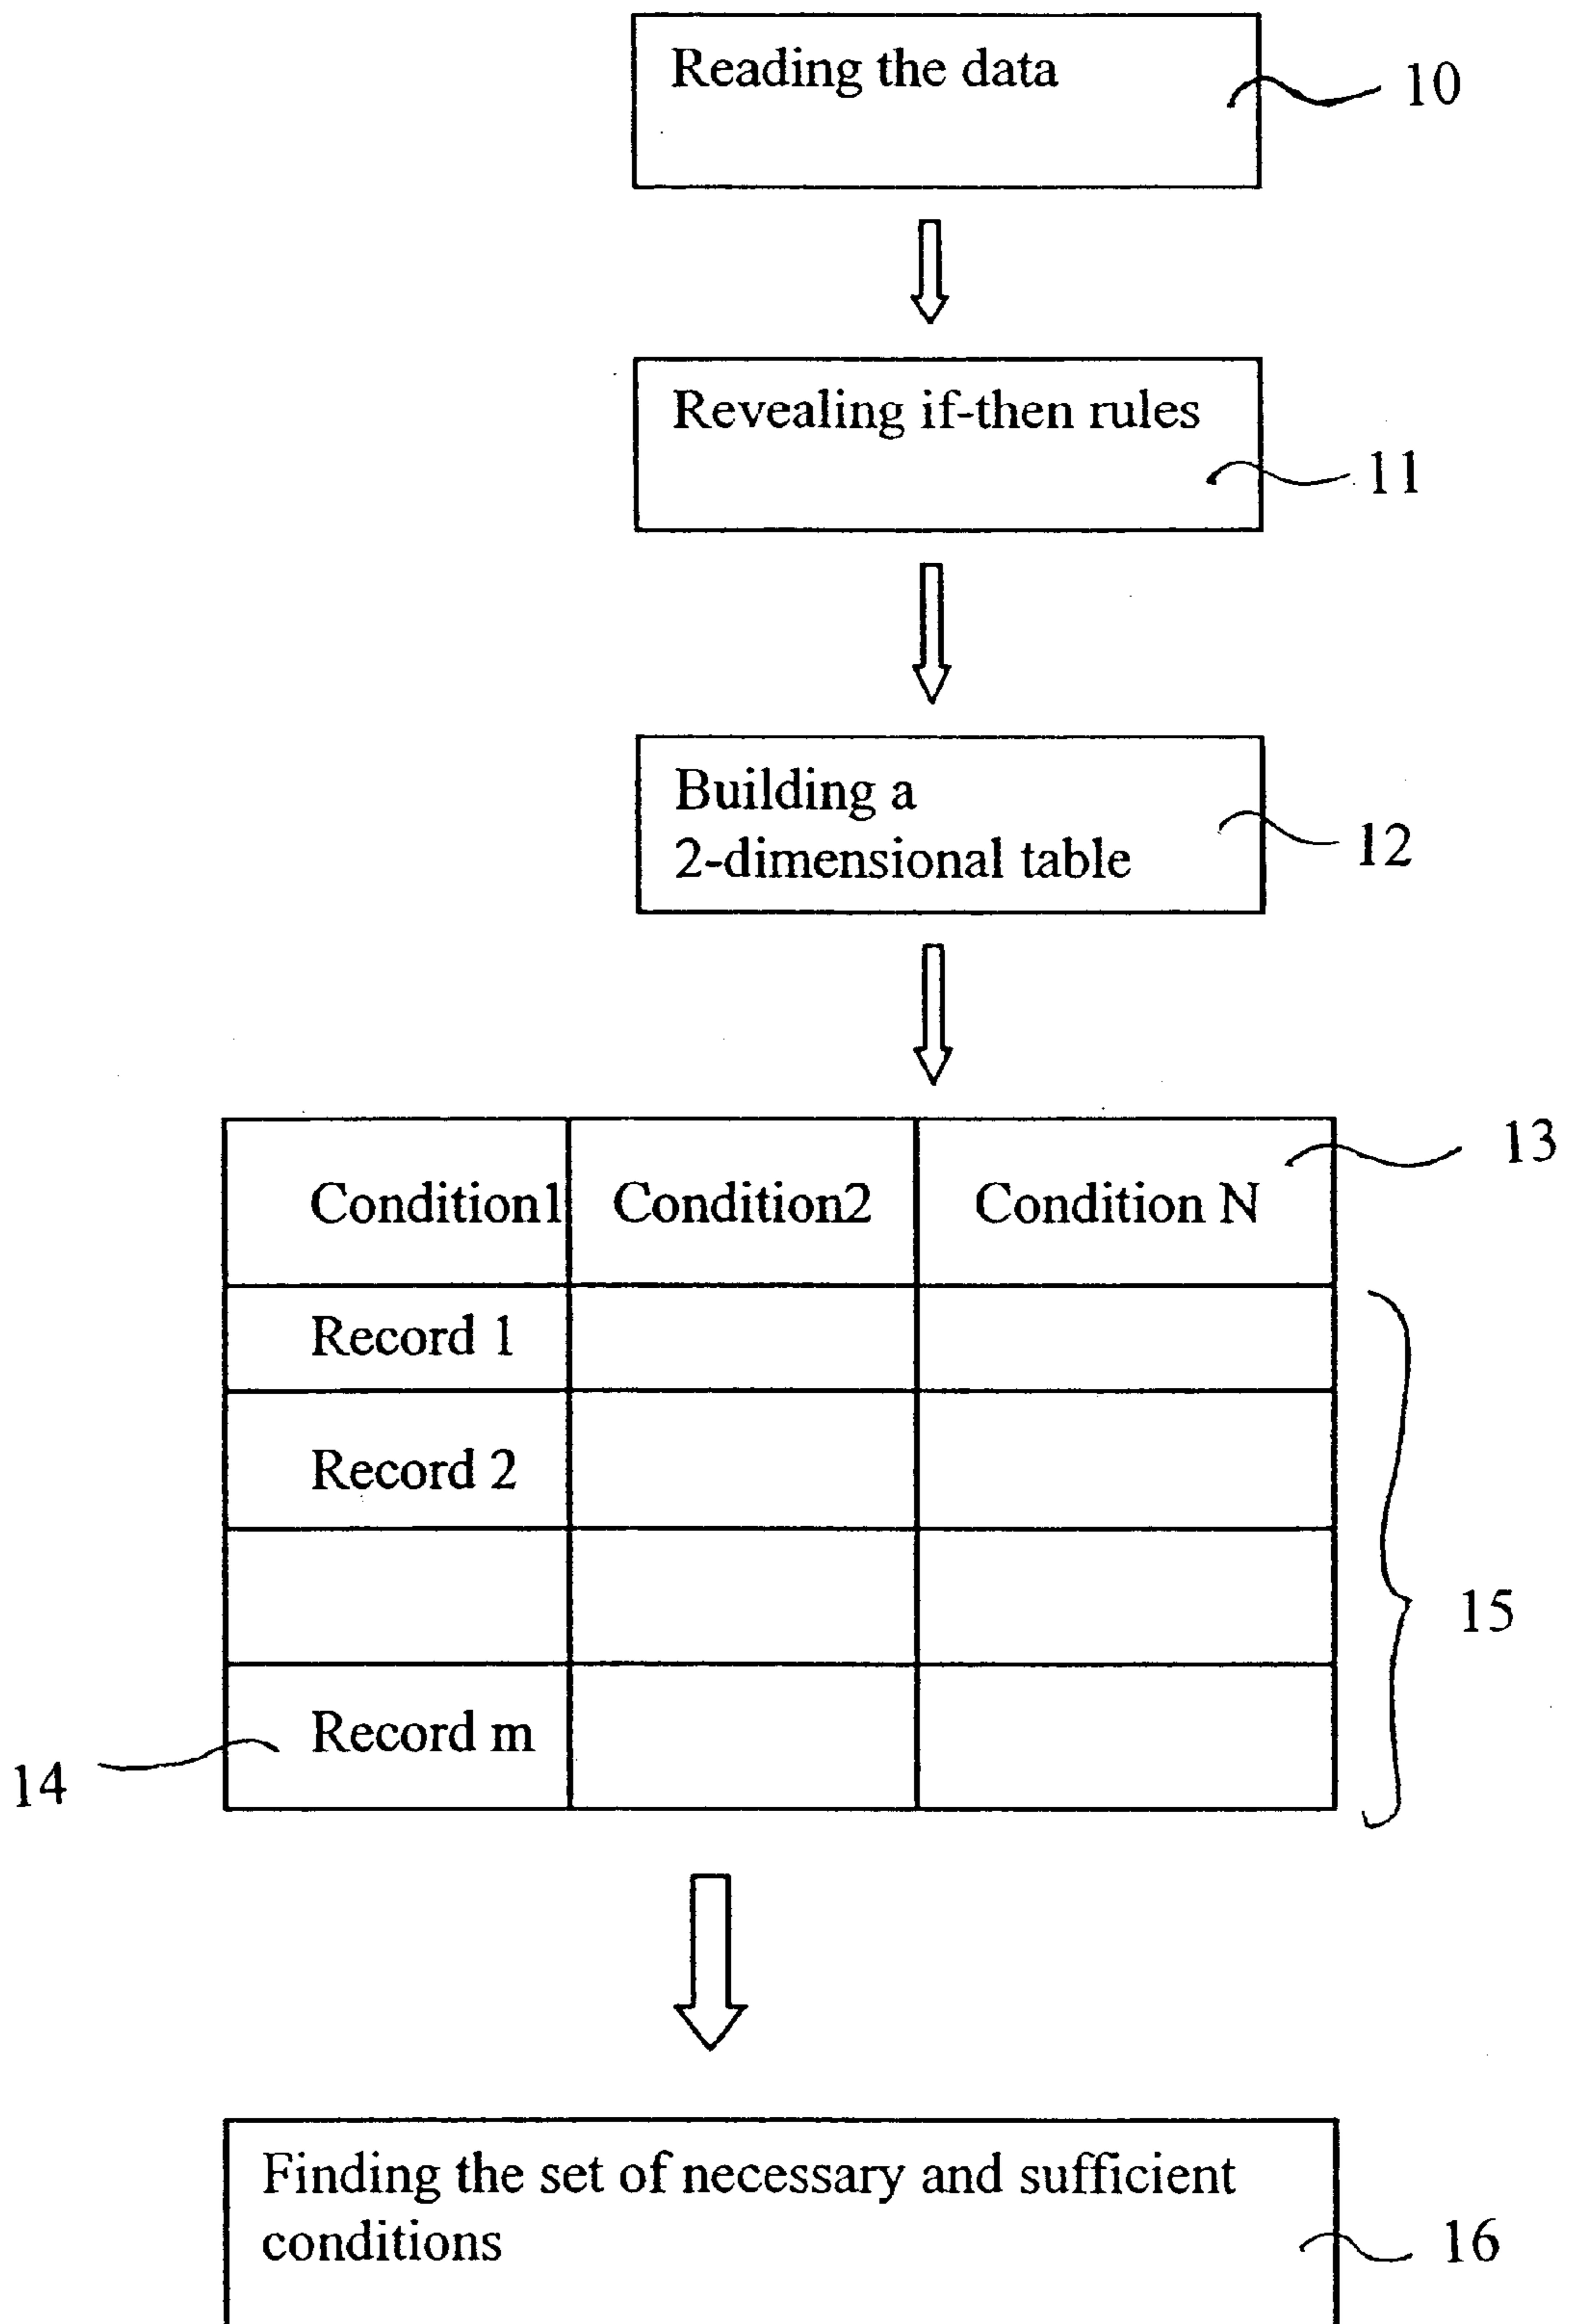 Reading the data
10
Revealing if-then rules
11
Building a
2-dimensional table
12
13
Condition1 Condition2 Condition N
Record 1
Record 2
15
Record m
14
Finding the set of necessary and sufficient
conditions
16